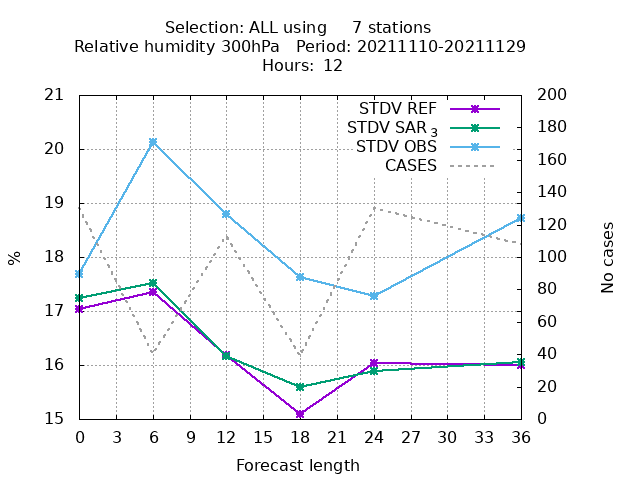 Selection: ALL using     7 stations
Relative humidity 300hPa   Period: 20211110-20211129
Hours:  12
STDV REF
STDV SAR 3
STDV OBS
CASES
21
20
19
18
17
16
15
%
200
180
160
140
120
100
80
60
40
20
0
No cases
0 3 6 9 12 15 18 21 24 27 30 33 36
Forecast length